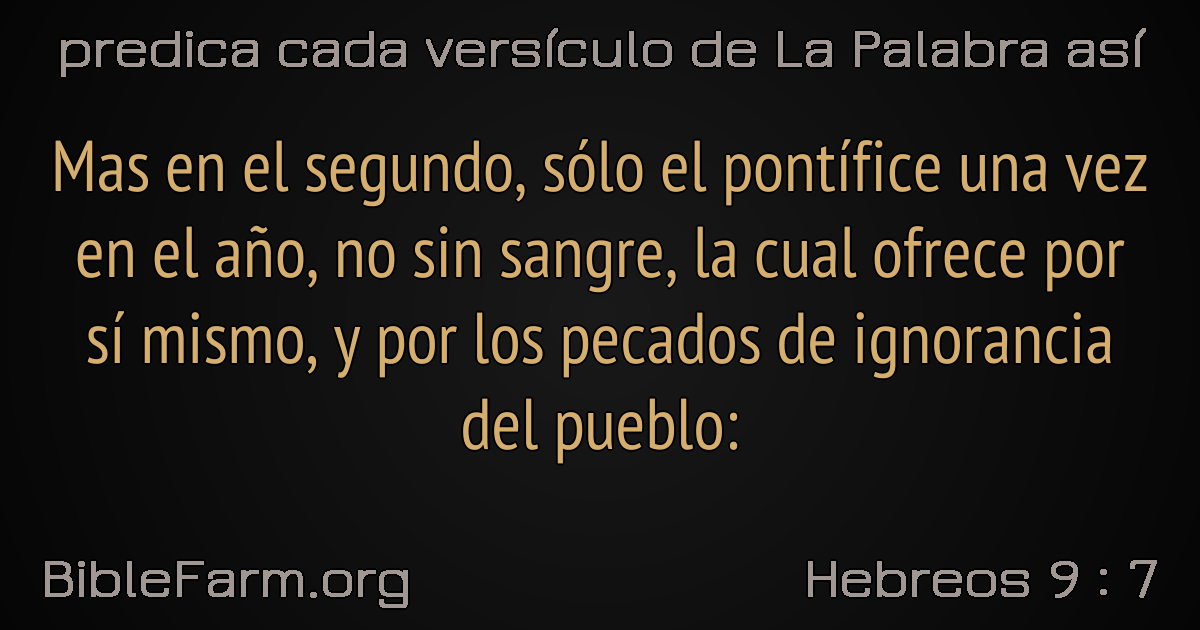 predica cada versículo de La Palabra así
Mas en el segundo, sólo el pontífice una vez
en el año, no sin sangre, la cual ofrece por
sí mismo, y por los pecados de ignorancia
del pueblo:
BibleFarm.org
Hebreos 9 : 7